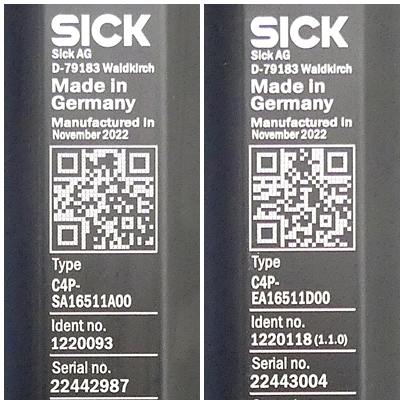 SICK
Sick AG
D-79183 Waldkirch
Made in
Germany
Manufactured in
November 2022
Type
C4P-
SA16511A00
Ident no.
1220093
Serial no.
22442987
SICK
Sick AG
D-79183 Waldkirch
Made in
Germany
Manufactured in
November 2022
Type
C4P-
EA16511D00
Ident no.
1220118 (1.1.0)
Serial no.
22443004